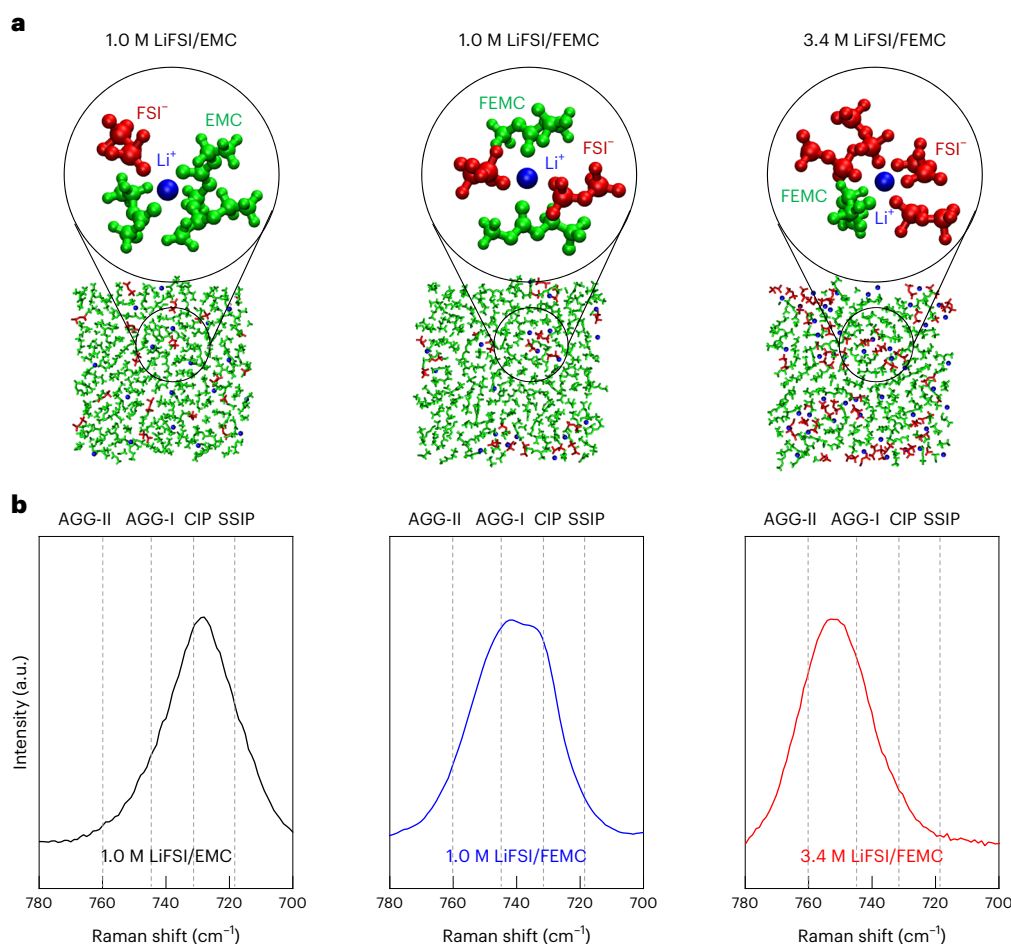 a
1.0 M LiFSI/EMC
1.0 M LiFSI/FEMC
3.4 M LiFSI/FEMC
FSI⁻
EMC
Li⁺
FEMC
FSI⁻
Li⁺
FSI⁻
FEMC
Li⁺
b
AGG-II AGG-I CIP SSIP
AGG-II AGG-I CIP SSIP
AGG-II AGG-I CIP SSIP
Intensity (a.u.)
1.0 M LiFSI/EMC
1.0 M LiFSI/FEMC
3.4 M LiFSI/FEMC
780 760 740 720 700
780 760 740 720 700
780 760 740 720 700
Raman shift (cm⁻¹)
Raman shift (cm⁻¹)
Raman shift (cm⁻¹)